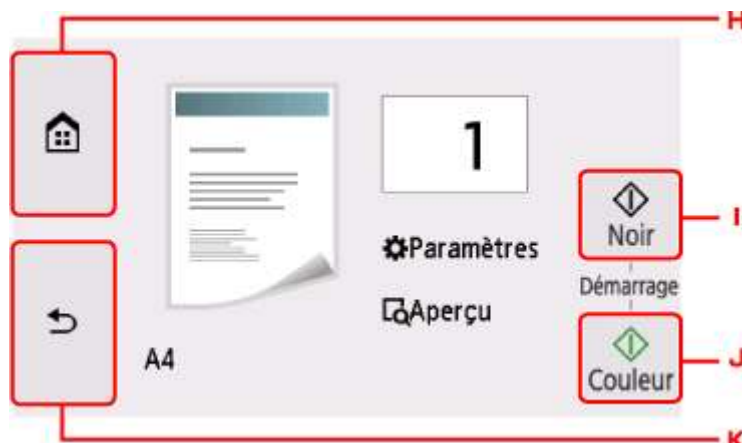 H
1
Noir
I
Paramètres
Démarrage
Aperçu
A4
Couleur
J
K